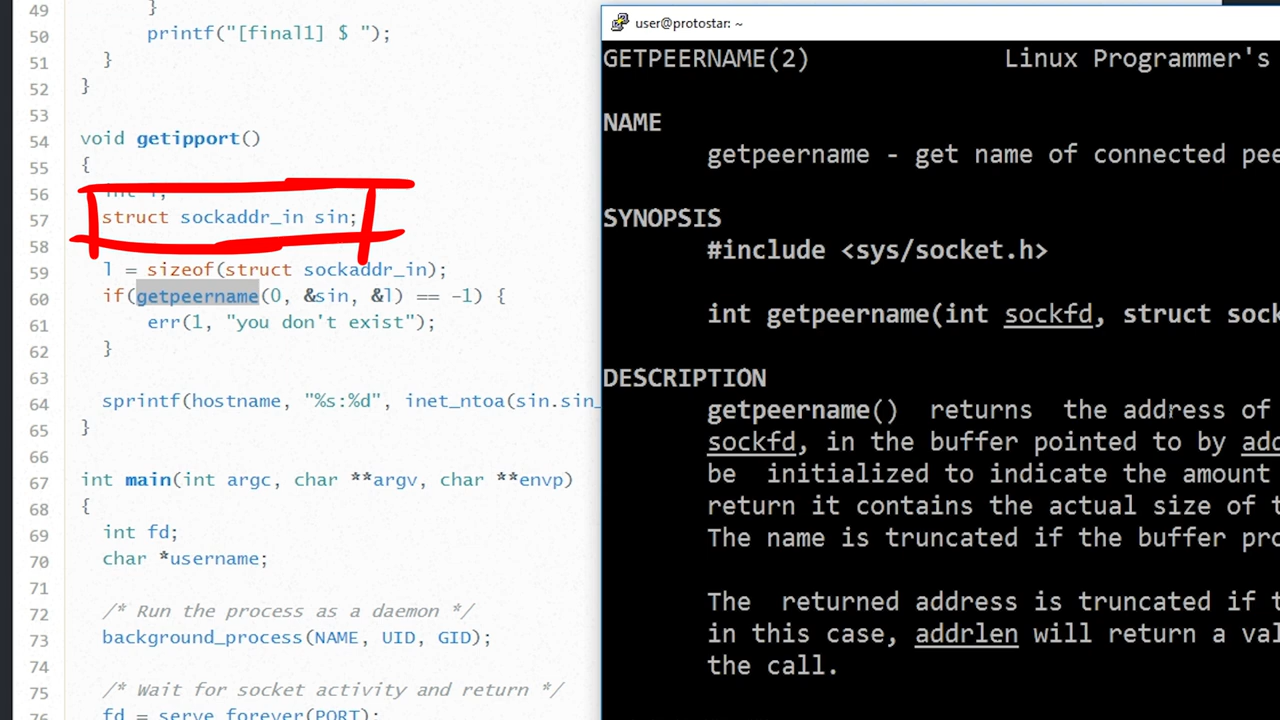 49 }
50 printf("[final1] $ ");
51 }
52 }
53
54 void getipport()
55 {
56
57 struct sockaddr_in sin;
58
59 l = sizeof(struct sockaddr_in);
60 if(getpeername(0, &sin, &l) == -1) {
61 err(1, "you don't exist");
62 }
63
64 sprintf(hostname, "%s:%d", inet_ntoa(sin.sin_
65 }
66
67 int main(int argc, char **argv, char **envp)
68 {
69 int fd;
70 char *username;
71
72 /* Run the process as a daemon */
73 background_process(NAME, UID, GID);
74
75 /* Wait for socket activity and return */
76 fd = serve_forever(PORT);
user@protostar: ~
GETPEERNAME(2) Linux Programmer's
NAME
getpeername - get name of connected pee
SYNOPSIS
#include <sys/socket.h>
int getpeername(int sockfd, struct sock
DESCRIPTION
getpeername() returns the address of
sockfd, in the buffer pointed to by add
be initialized to indicate the amount
return it contains the actual size of t
The name is truncated if the buffer pro
The returned address is truncated if t
in this case, addrlen will return a val
the call.